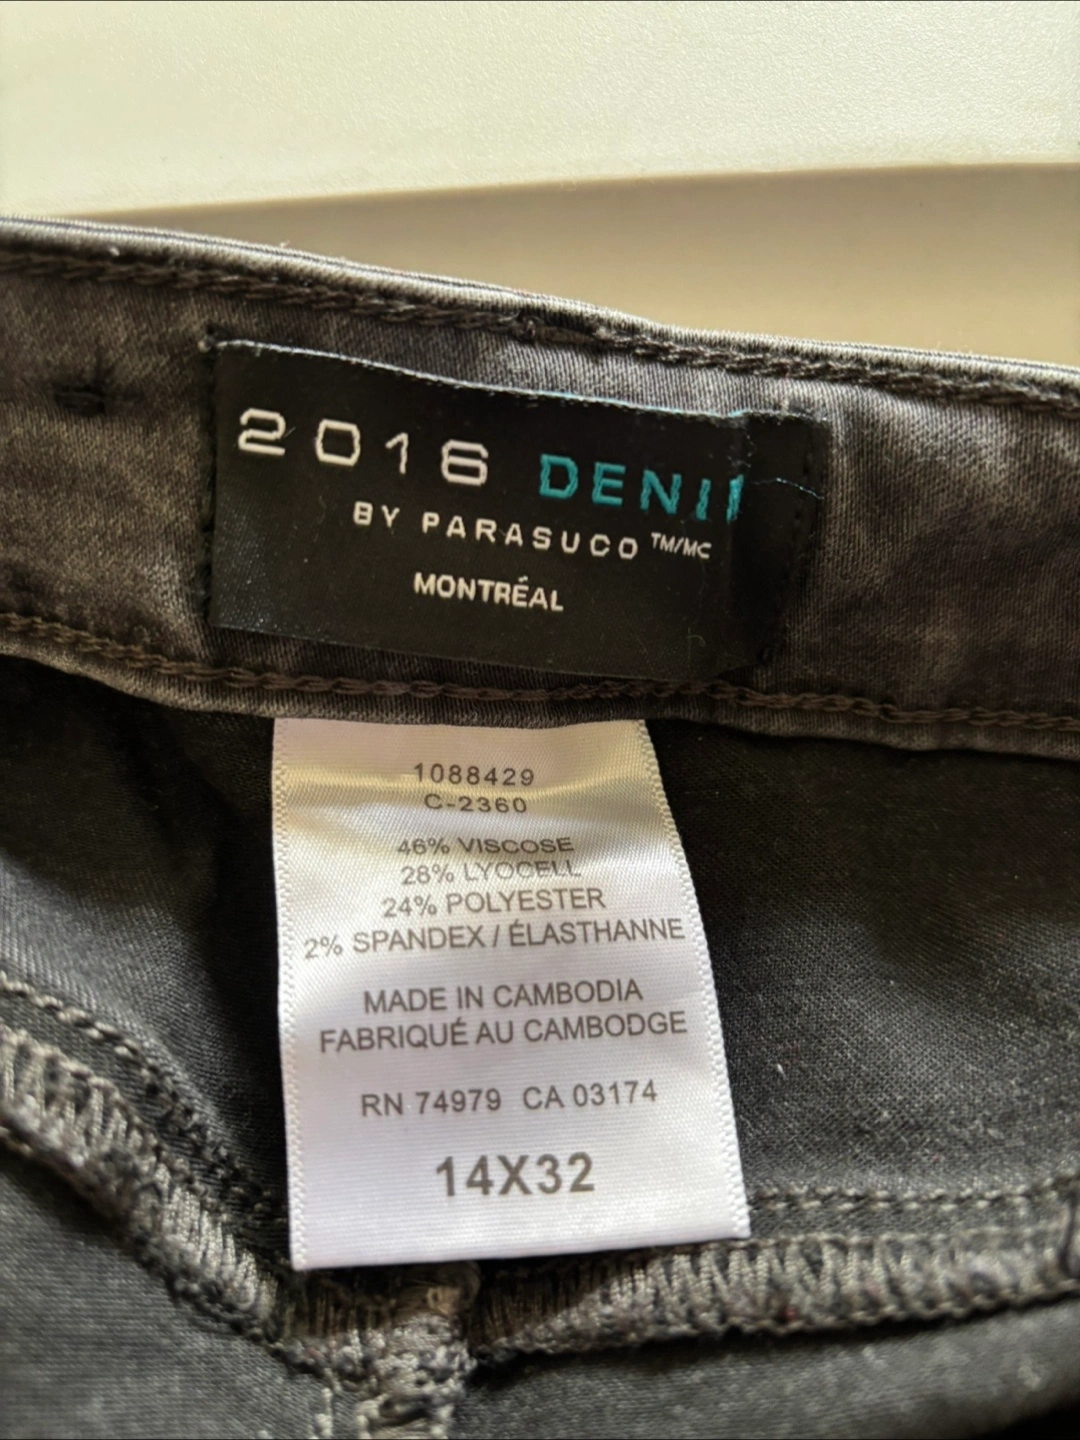 2016 DENI
BY PARASUCO TM/MC
MONTRÉAL
1088429
C-2360
46% VISCOSE
28% LYOCELL
24% POLYESTER
2% SPANDEX / ÉLASTHANNE
MADE IN CAMBODIA
FABRIQUÉ AU CAMBODGE
RN 74979 CA 03174
14X32